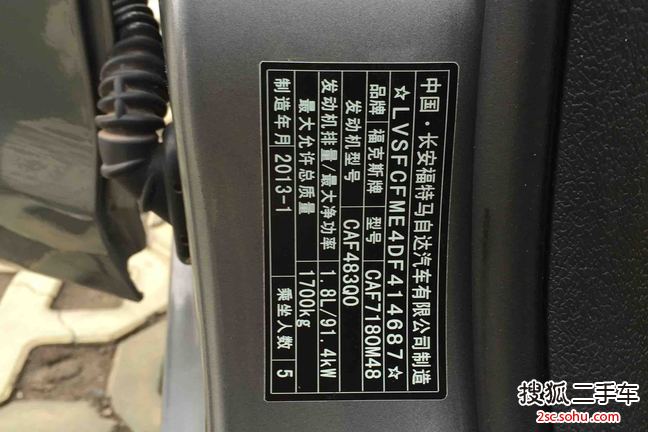 中国·长安福特马自达汽车有限公司制造
☆LVSFCFME4DF414687☆
品牌 福克斯牌 型号 CAF7180M48
发动机型号 CAF483Q0
发动机排量/最大净功率 1.8L/91.4kW
最大允许总质量 1700kg
制造年月 2013-1 乘坐人数 5
搜狐二手车
2sc.sohu.com